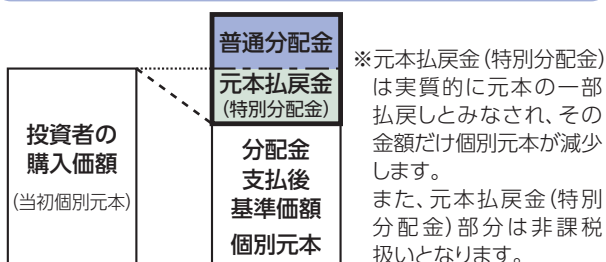 普通分配金
元本払戻金
(特別分配金)
投資者の
購入価額
(当初個別元本)
分配金
支払後
基準価額
個別元本
※元本払戻金(特別分配金)
は実質的に元本の一部
払戻しとみなされ、その
金額だけ個別元本が減少
します。
また、元本払戻金(特別
分配金)部分は非課税
扱いとなります。